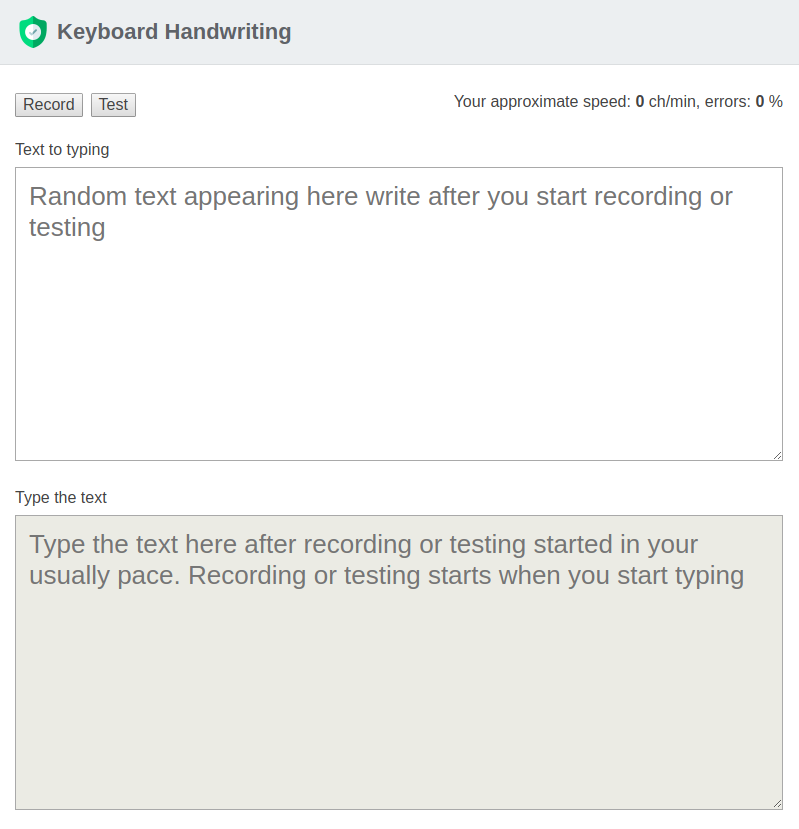 Keyboard Handwriting
Record Test Your approximate speed: 0 ch/min, errors: 0 %
Text to typing
Random text appearing here write after you start recording or
testing
Type the text
Type the text here after recording or testing started in your
usually pace. Recording or testing starts when you start typing